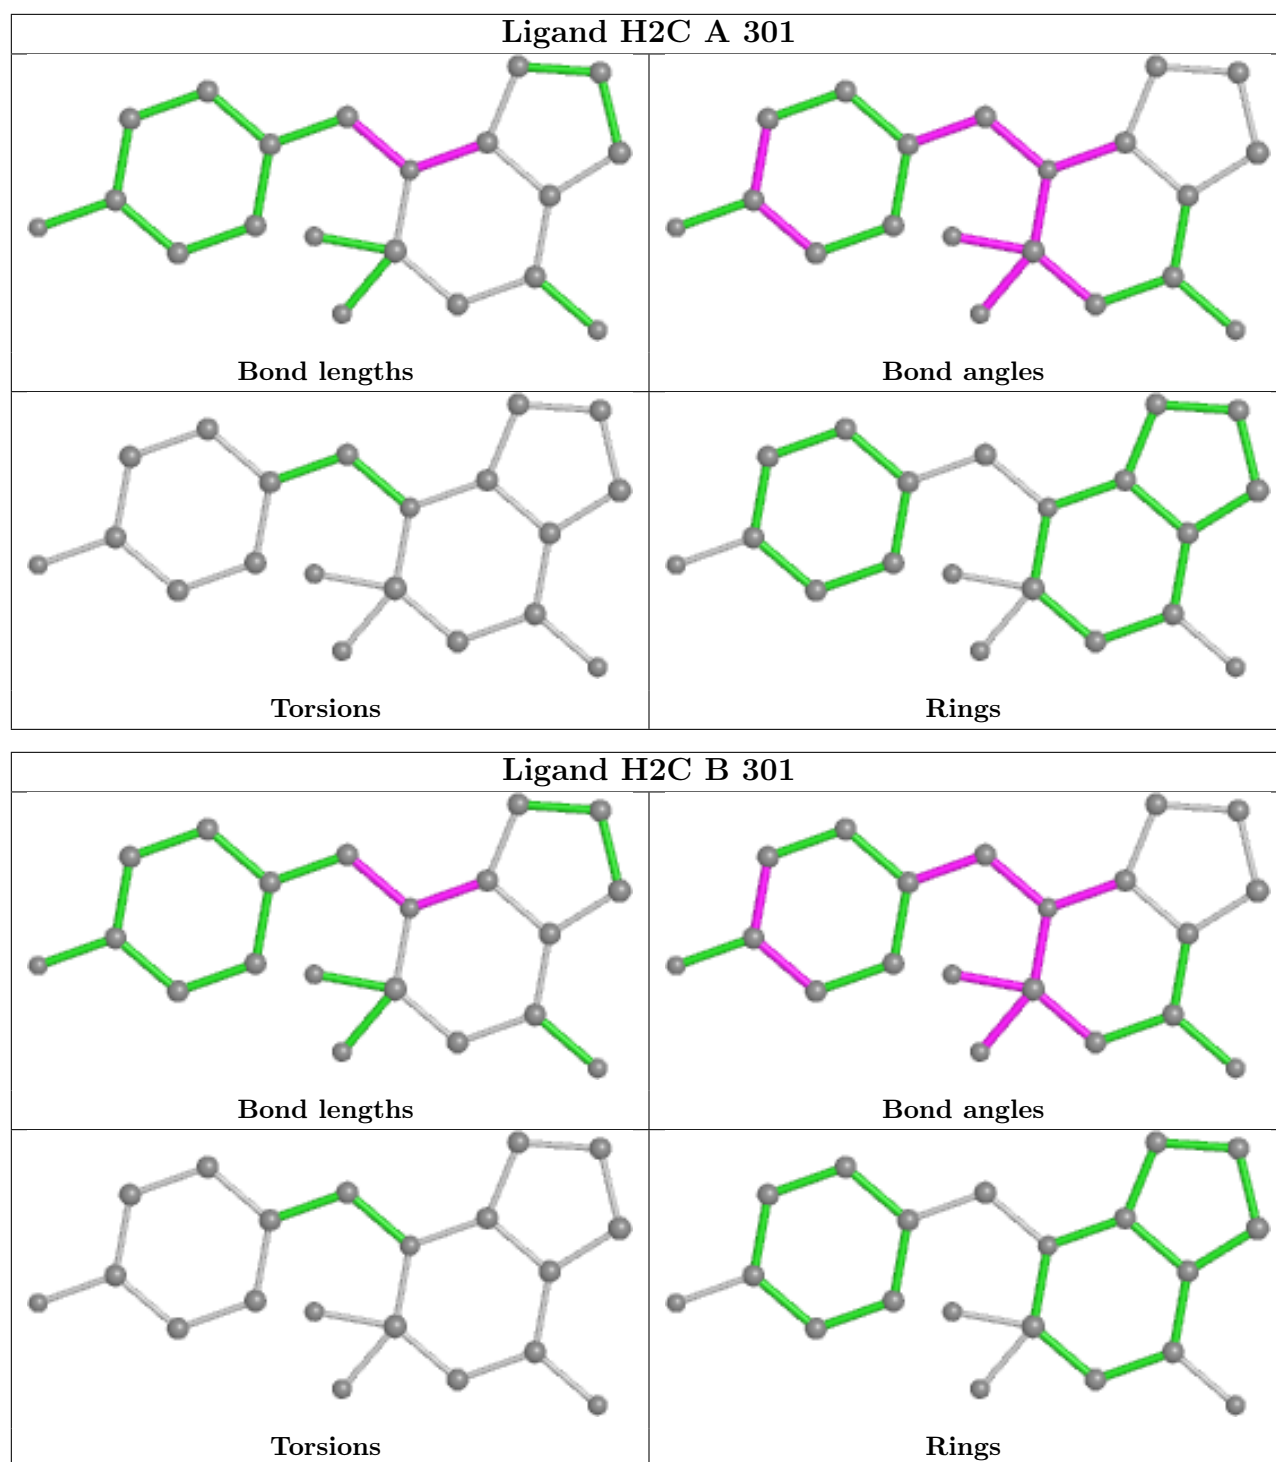 Ligand H2C A 301
Bond lengths
Bond angles
Torsions
Rings
Ligand H2C B 301
Bond lengths
Bond angles
Torsions
Rings